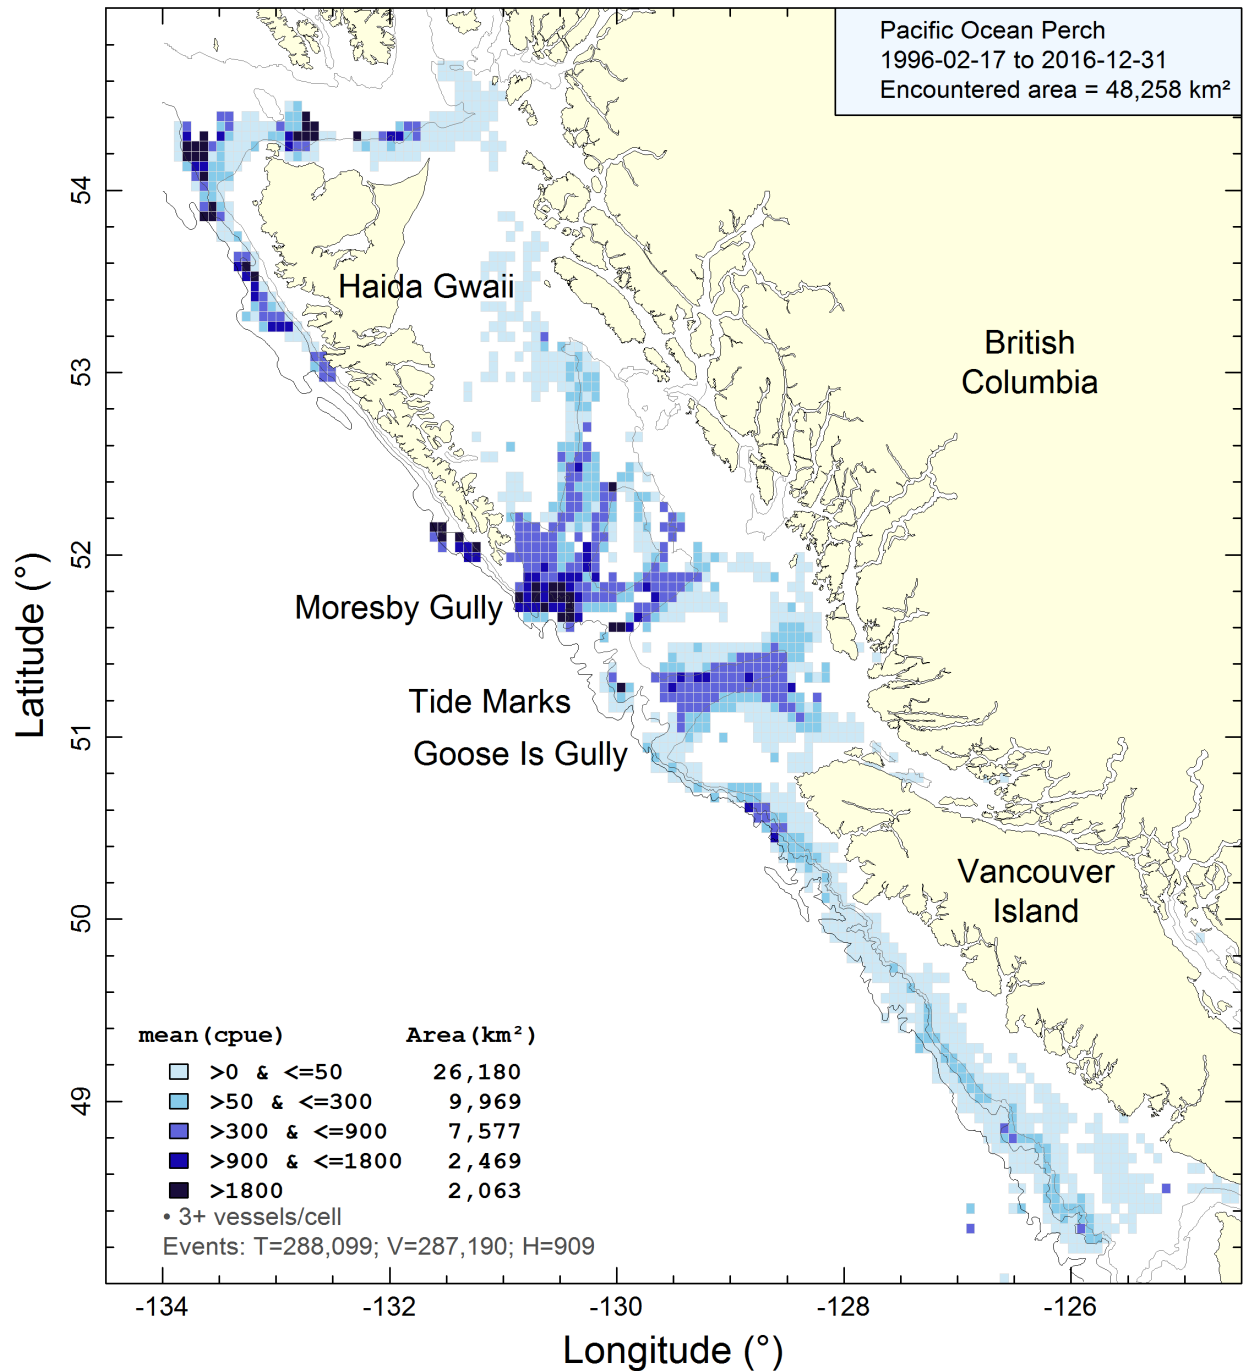 Pacific Ocean Perch
1996-02-17 to 2016-12-31
Encountered area = 48,258 km²
Haida Gwaii
British
Columbia
Moresby Gully
Tide Marks
Goose Is Gully
Vancouver
Island
mean(cpue) Area(km²)
>0 & <=50 26,180
>50 & <=300 9,969
>300 & <=900 7,577
>900 & <=1800 2,469
>1800 2,063
• 3+ vessels/cell
Events: T=288,099; V=287,190; H=909
Latitude (°)
54
53
52
51
50
49
-134 -132 -130 -128 -126
Longitude (°)